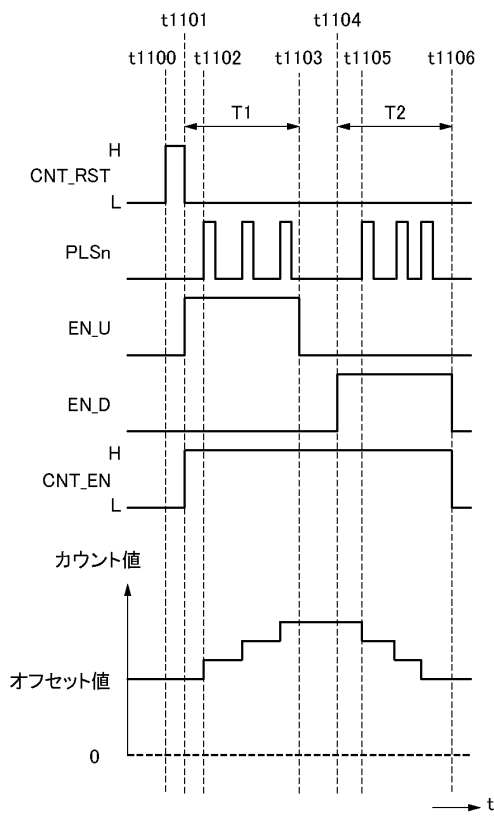 t1101
t1104
t1100
t1102
t1103
t1105
t1106
T1
T2
H
CNT_RST
L
PLSn
EN_U
EN_D
H
CNT_EN
L
カウント値
オフセット値
0
t